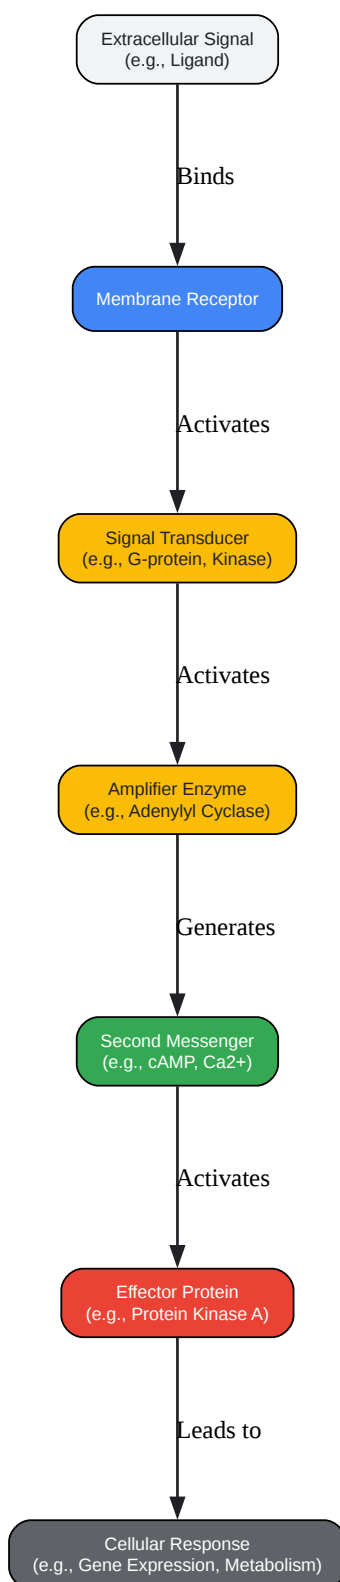 Extracellular Signal
(e.g., Ligand)
Binds
Membrane Receptor
Activates
Signal Transducer
(e.g., G-protein, Kinase)
Activates
Amplifier Enzyme
(e.g., Adenylyl Cyclase)
Generates
Second Messenger
(e.g., cAMP, Ca2+)
Activates
Effector Protein
(e.g., Protein Kinase A)
Leads to
Cellular Response
(e.g., Gene Expression, Metabolism)